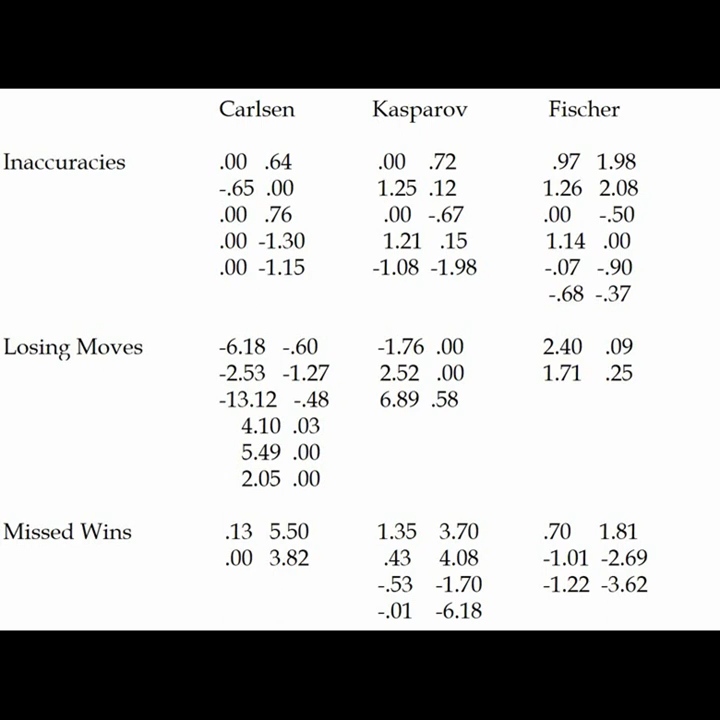 Carlsen Kasparov Fischer
Inaccuracies .00 .64 .00 .72 .97 1.98
-.65 .00 1.25 .12 1.26 2.08
.00 .76 .00 -.67 .00 -.50
.00 -1.30 1.21 .15 1.14 .00
.00 -1.15 -1.08 -1.98 -.07 -.90
-.68 -.37
Losing Moves -6.18 -.60 -1.76 .00 2.40 .09
-2.53 -1.27 2.52 .00 1.71 .25
-13.12 -.48 6.89 .58
4.10 .03
5.49 .00
2.05 .00
Missed Wins .13 5.50 1.35 3.70 .70 1.81
.00 3.82 .43 4.08 -1.01 -2.69
-.53 -1.70 -1.22 -3.62
-.01 -6.18